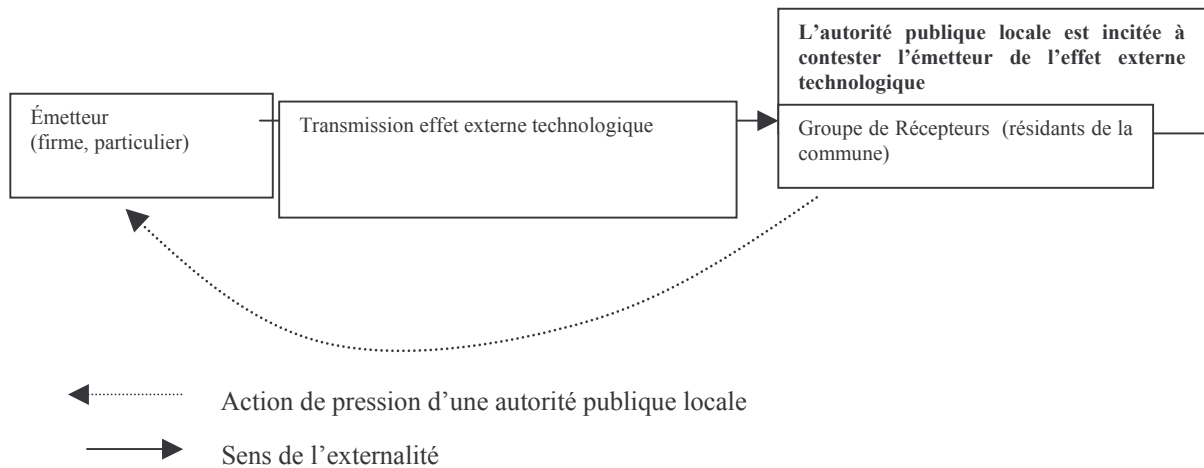 L’autorité publique locale est incitée à
contester l’émetteur de l’effet externe
technologique
Émetteur
(firme, particulier)
Transmission effet externe technologique
Groupe de Récepteurs (résidants de la
commune)
Action de pression d’une autorité publique locale
Sens de l’externalité